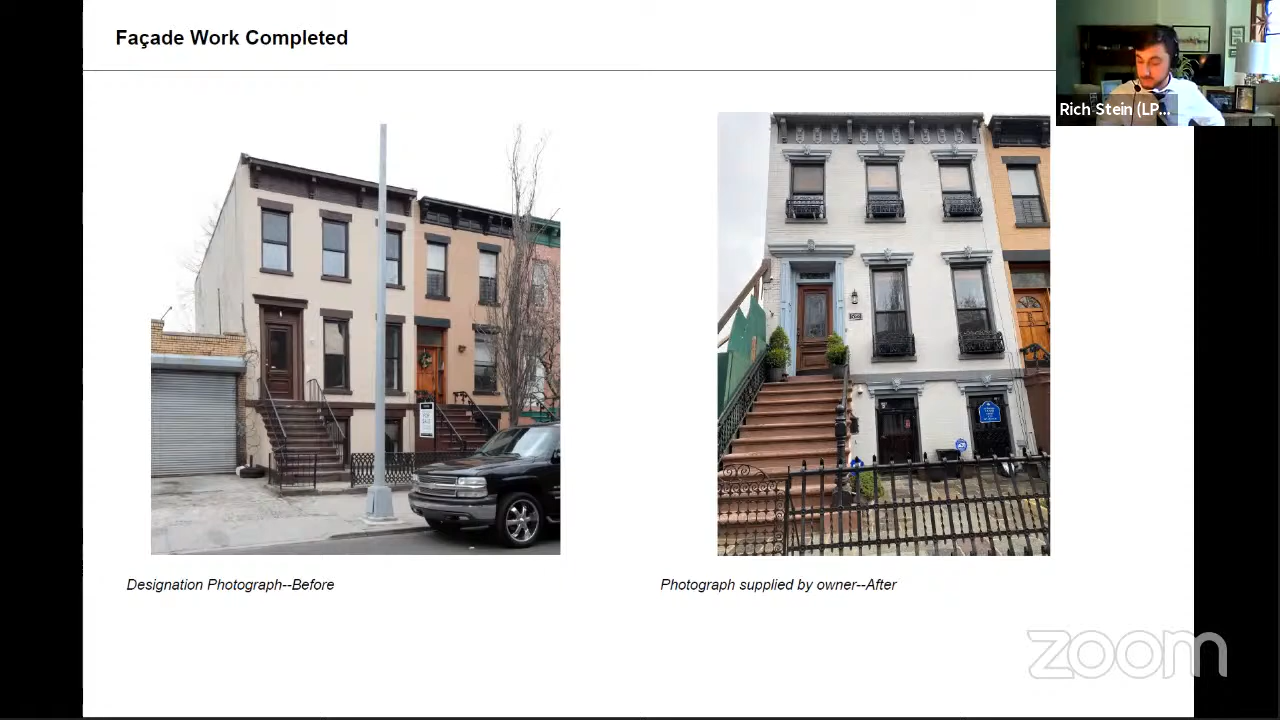 Façade Work Completed
Rich Stein (LP...
Designation Photograph--Before
Photograph supplied by owner--After
zoom